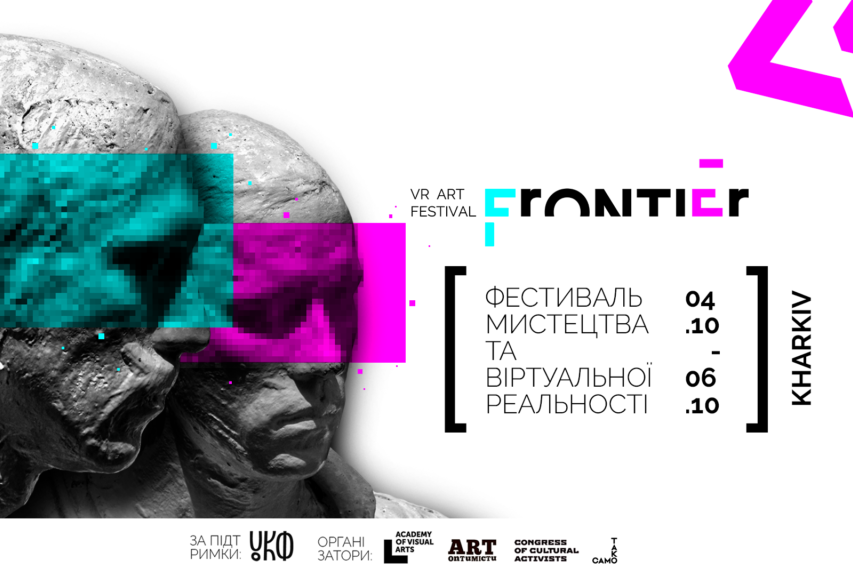 VR ART
FESTIVAL
FRONTIER
ФЕСТИВАЛЬ
МИСТЕЦТВА
ТА
ВІРТУАЛЬНОЇ
РЕАЛЬНОСТІ
04
.10
-
06
.10
KHARKIV
ЗА ПІДТ
РИМКИ:
УКФ
ОРГАНІ
ЗАТОРИ:
ACADEMY
OF VISUAL
ARTS
ART
оптимісти
CONGRESS
OF CULTURAL
ACTIVISTS
ТАКО
САМО